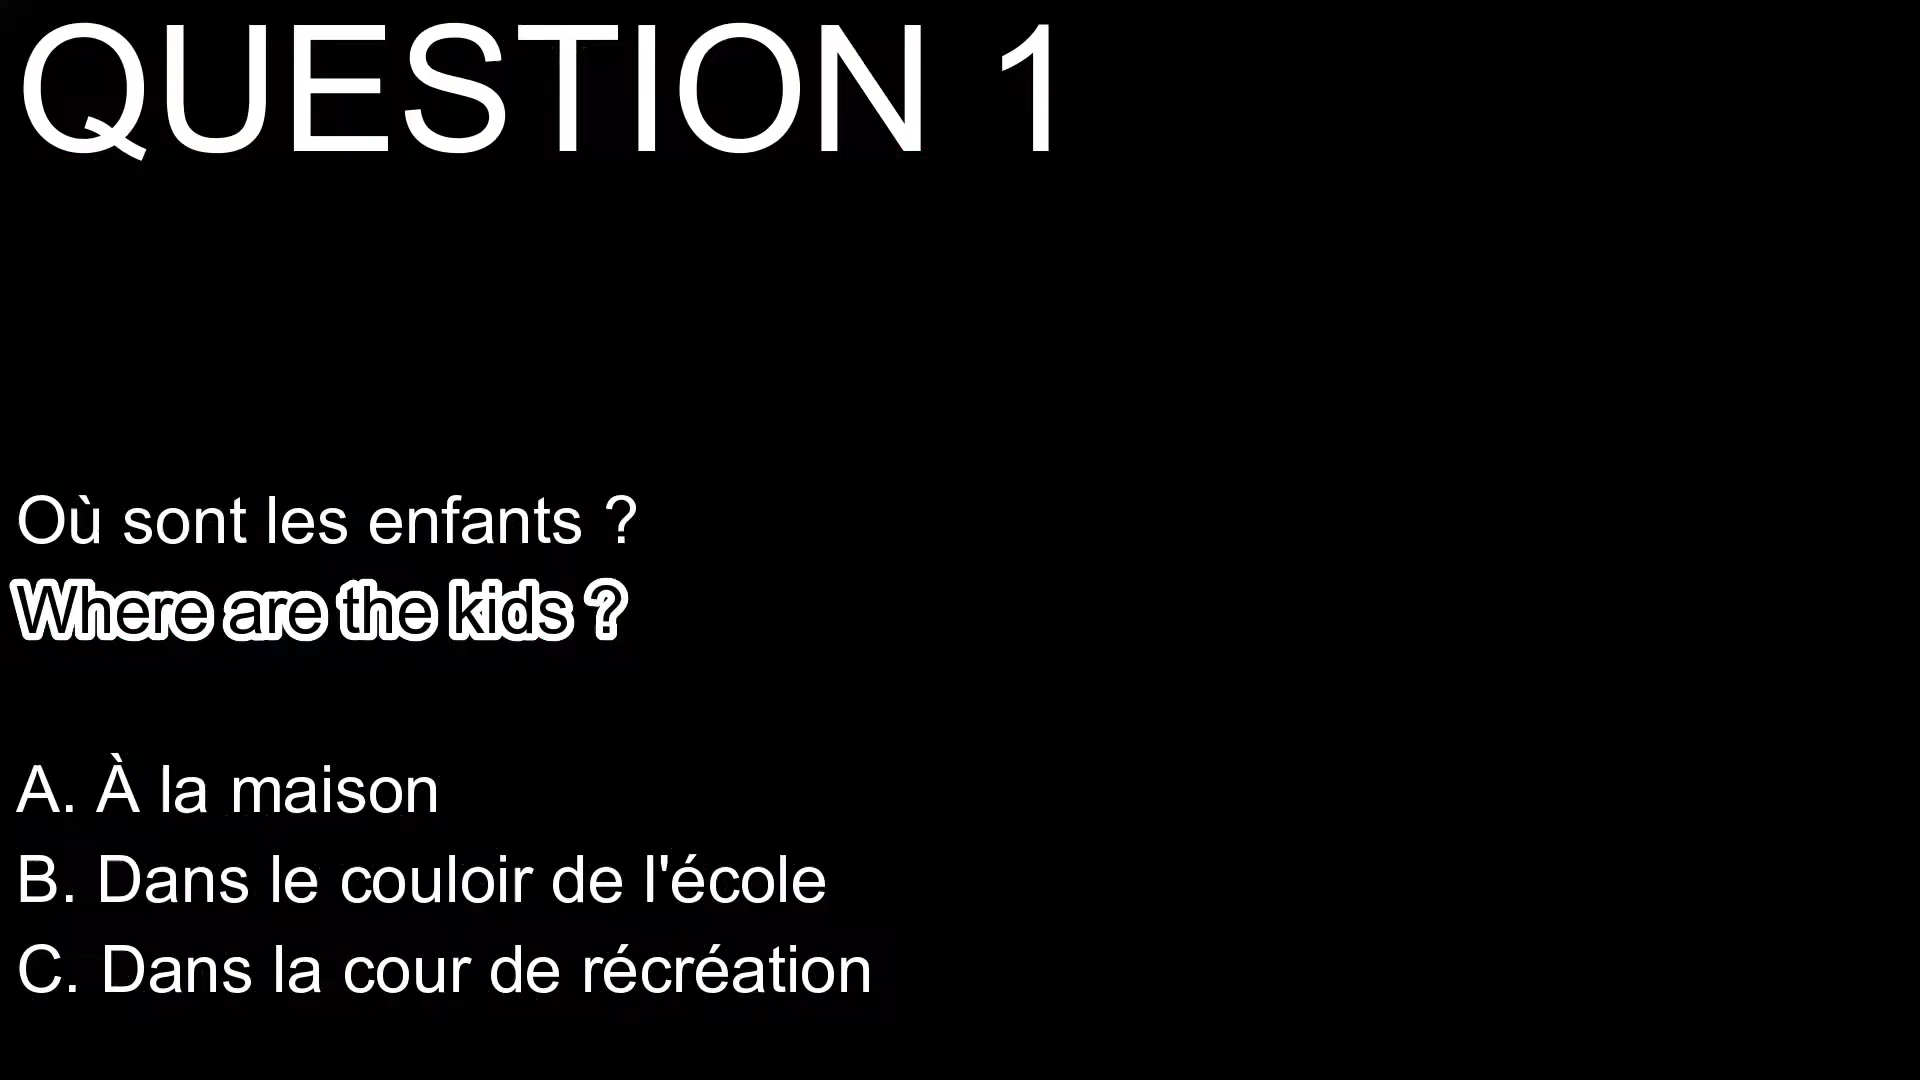 QUESTION 1
Où sont les enfants ?
Where are the kids ?
A. À la maison
B. Dans le couloir de l'école
C. Dans la cour de récréation